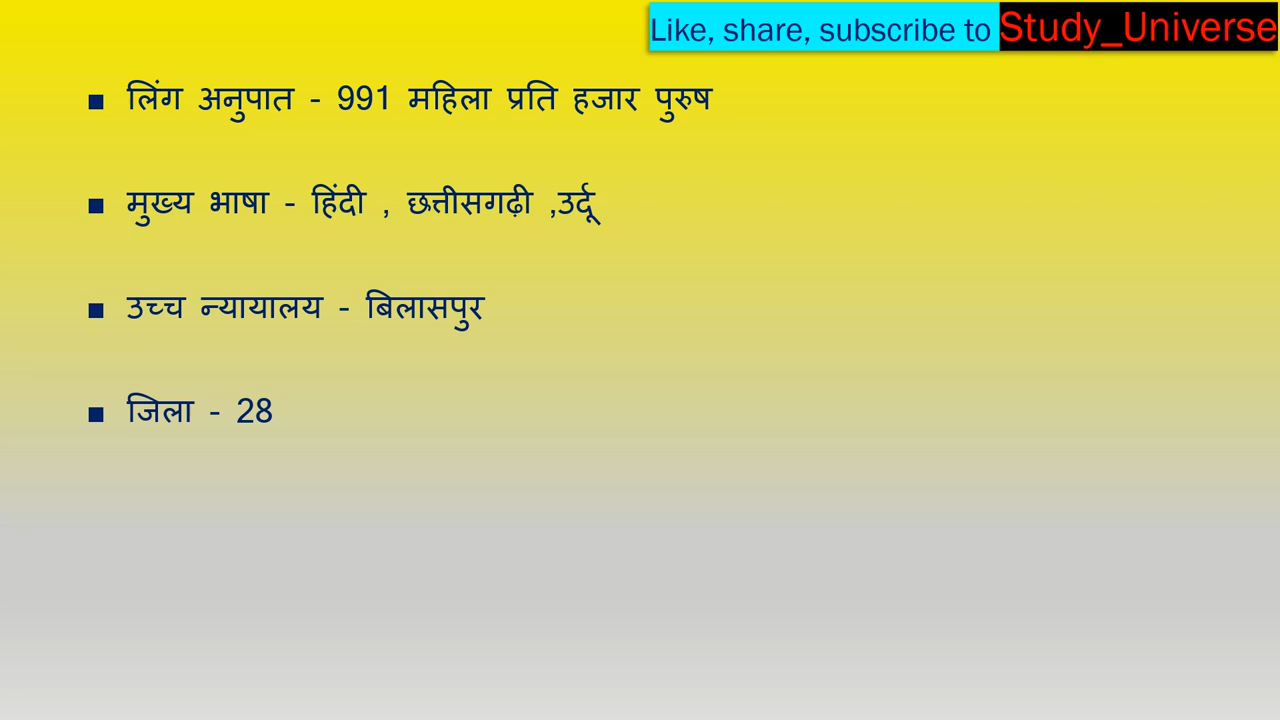 Like, share, subscribe to Study_Universe
▪ लिंग अनुपात - 991 महिला प्रति हजार पुरुष
▪ मुख्य भाषा - हिंदी , छत्तीसगढ़ी ,उर्दू
▪ उच्च न्यायालय - बिलासपुर
▪ जिला - 28